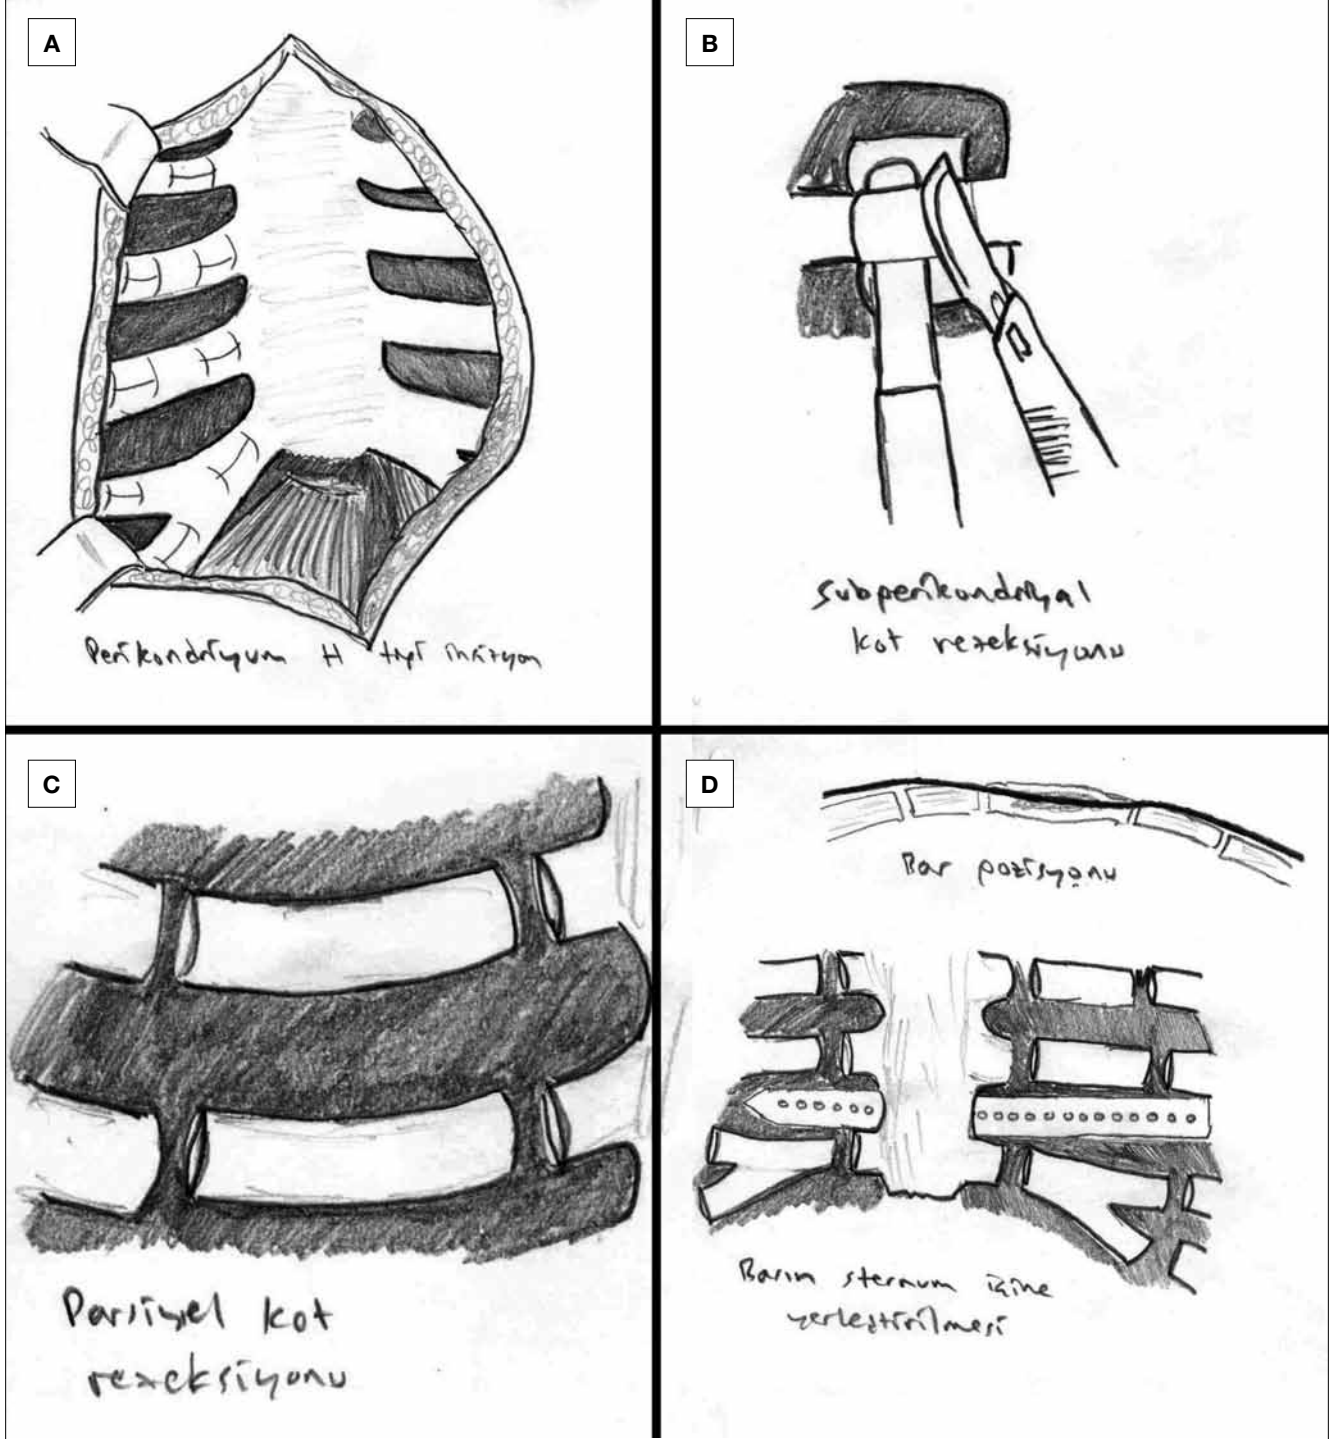 A
Perikondriyum H tipi insizyon
B
Subperikondriyal
kot rezeksiyonu
C
Parsiyel kot
rezeksiyonu
D
Bar pozisyonu
Barın sternum içine
yerleştirilmesi